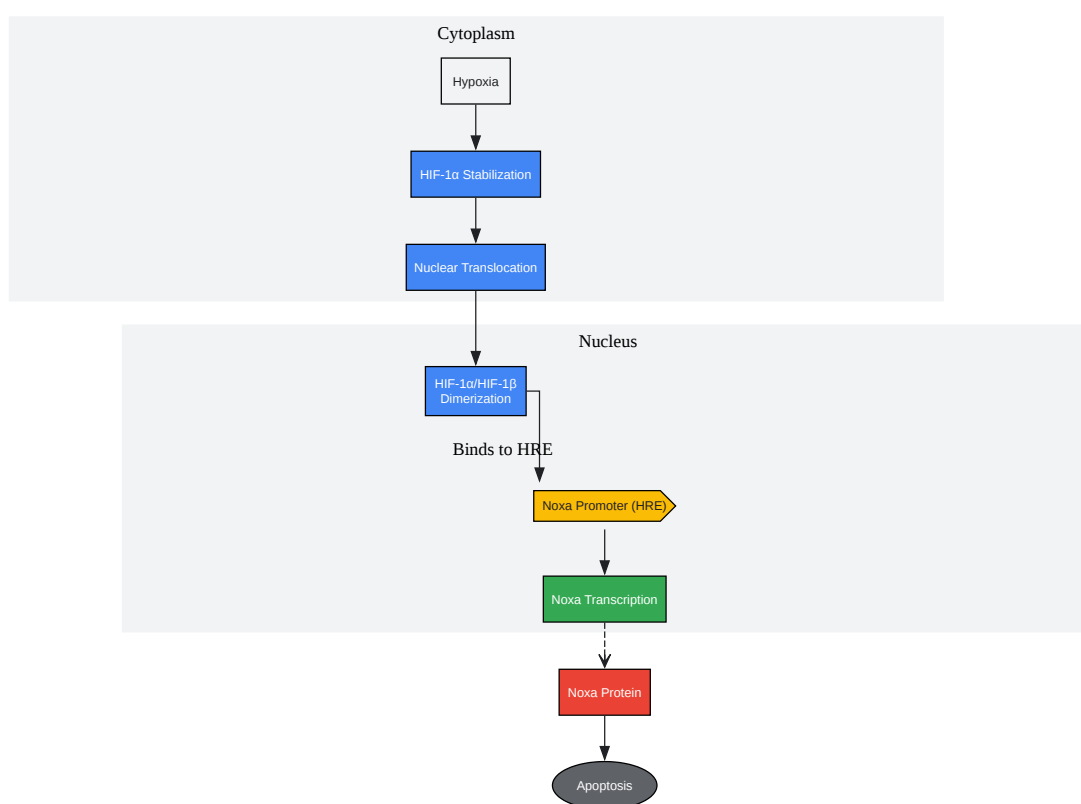 Cytoplasm
Hypoxia
HIF-1α Stabilization
Nuclear Translocation
Nucleus
HIF-1α/HIF-1β
Dimerization
Binds to HRE
Noxa Promoter (HRE)
Noxa Transcription
Noxa Protein
Apoptosis